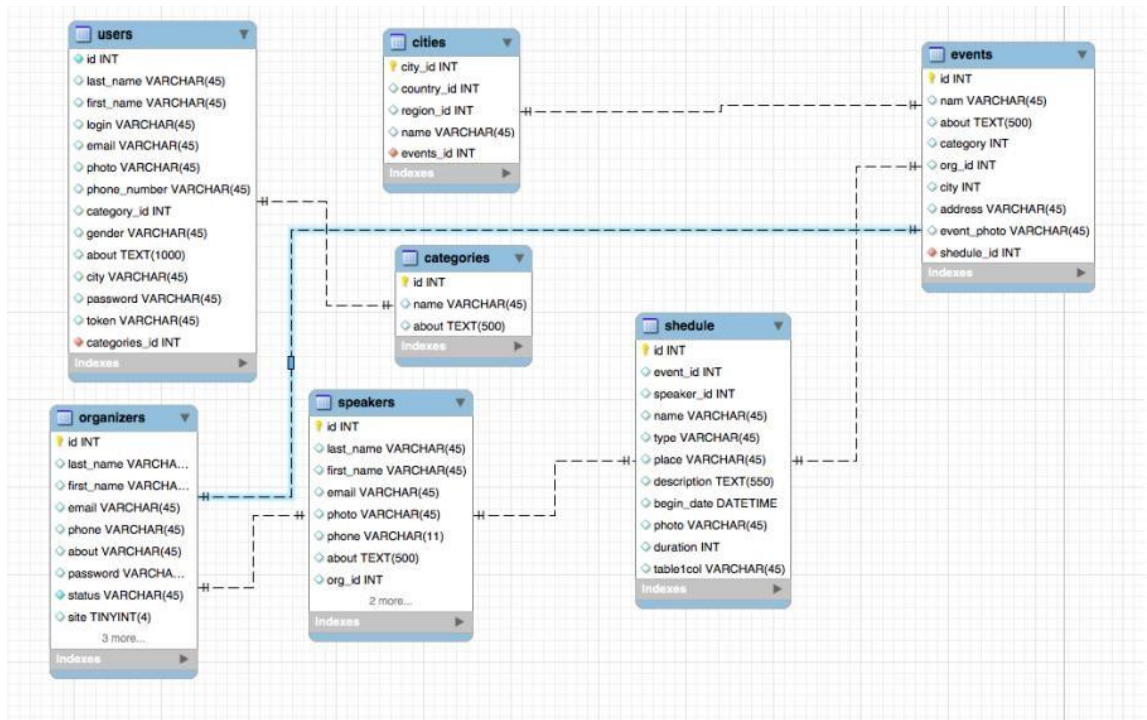 users
id INT
last_name VARCHAR(45)
first_name VARCHAR(45)
login VARCHAR(45)
email VARCHAR(45)
photo VARCHAR(45)
phone_number VARCHAR(45)
category_id INT
gender VARCHAR(45)
about TEXT(1000)
city VARCHAR(45)
password VARCHAR(45)
token VARCHAR(45)
categories_id INT
Indexes
cities
city_id INT
country_id INT
region_id INT
name VARCHAR(45)
events_id INT
Indexes
events
id INT
nam VARCHAR(45)
about TEXT(500)
category INT
org_id INT
city INT
address VARCHAR(45)
event_photo VARCHAR(45)
shedule_id INT
Indexes
categories
id INT
name VARCHAR(45)
about TEXT(500)
Indexes
shedule
id INT
event_id INT
speaker_id INT
name VARCHAR(45)
type VARCHAR(45)
place VARCHAR(45)
description TEXT(550)
begin_date DATETIME
photo VARCHAR(45)
duration INT
table1col VARCHAR(45)
Indexes
organizers
id INT
last_name VARCHA...
first_name VARCHA...
email VARCHAR(45)
phone VARCHAR(45)
about VARCHAR(45)
password VARCHA...
status VARCHAR(45)
site TINYINT(4)
3 more...
Indexes
speakers
id INT
last_name VARCHAR(45)
first_name VARCHAR(45)
email VARCHAR(45)
photo VARCHAR(45)
phone VARCHAR(11)
about TEXT(500)
org_id INT
2 more...
Indexes